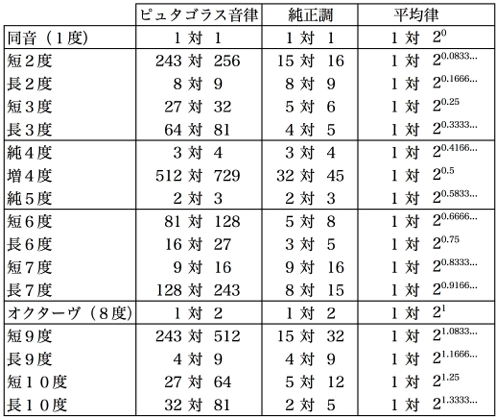 ピュタゴラス音律 純正調 平均律
同音（１度） 1 対 1 1 対 1 1 対 2^0
短２度 243 対 256 15 対 16 1 対 2^0.0833...
長２度 8 対 9 8 対 9 1 対 2^0.1666...
短３度 27 対 32 5 対 6 1 対 2^0.25
長３度 64 対 81 4 対 5 1 対 2^0.3333...
純４度 3 対 4 3 対 4 1 対 2^0.4166...
増４度 512 対 729 32 対 45 1 対 2^0.5
純５度 2 対 3 2 対 3 1 対 2^0.5833...
短６度 81 対 128 5 対 8 1 対 2^0.6666...
長６度 16 対 27 3 対 5 1 対 2^0.75
短７度 9 対 16 9 対 16 1 対 2^0.8333...
長７度 128 対 243 8 対 15 1 対 2^0.9166...
オクターヴ（８度） 1 対 2 1 対 2 1 対 2^1
短９度 243 対 512 15 対 32 1 対 2^1.0833...
長９度 4 対 9 4 対 9 1 対 2^1.1666...
短１０度 27 対 64 5 対 12 1 対 2^1.25
長１０度 32 対 81 2 対 5 1 対 2^1.3333...